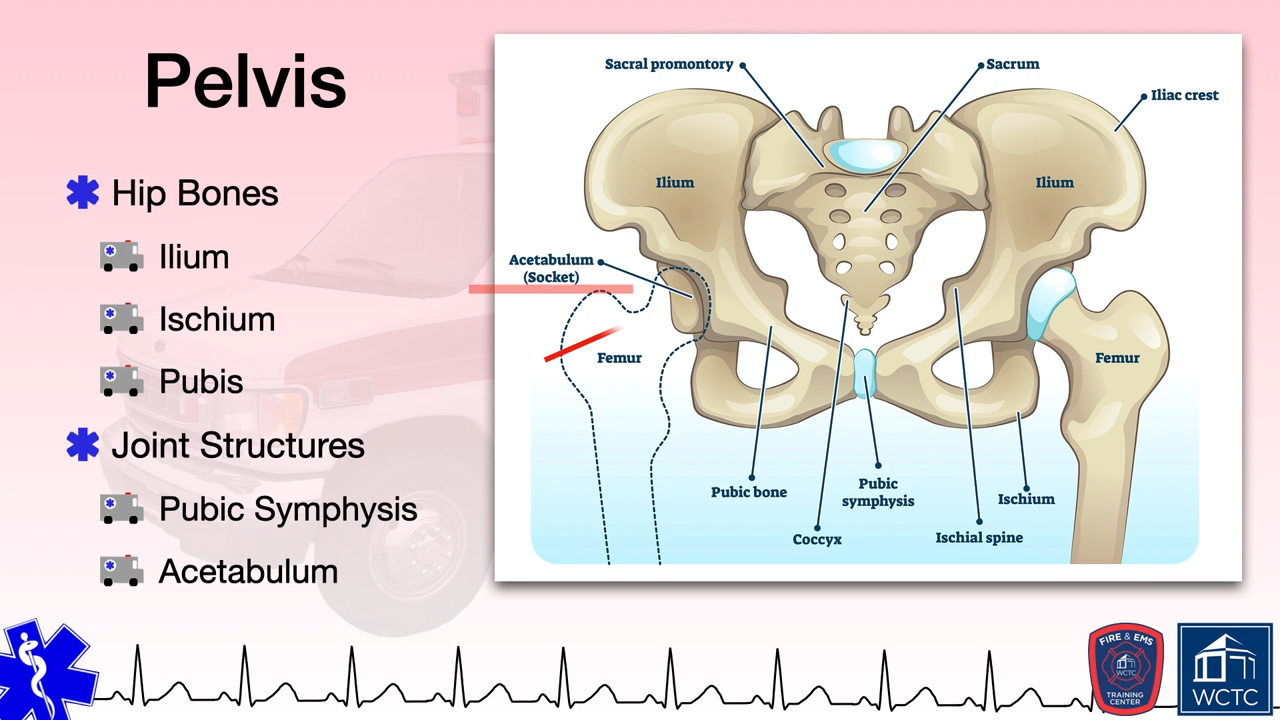 Pelvis
Hip Bones
Ilium
Ischium
Pubis
Joint Structures
Pubic Symphysis
Acetabulum
Sacral promontory
Sacrum
Iliac crest
Ilium
Ilium
Acetabulum
(Socket)
Femur
Femur
Pubic bone
Pubic
symphysis
Ischium
Coccyx
Ischial spine
FIRE & EMS
WCTC
TRAINING
CENTER
WCTC